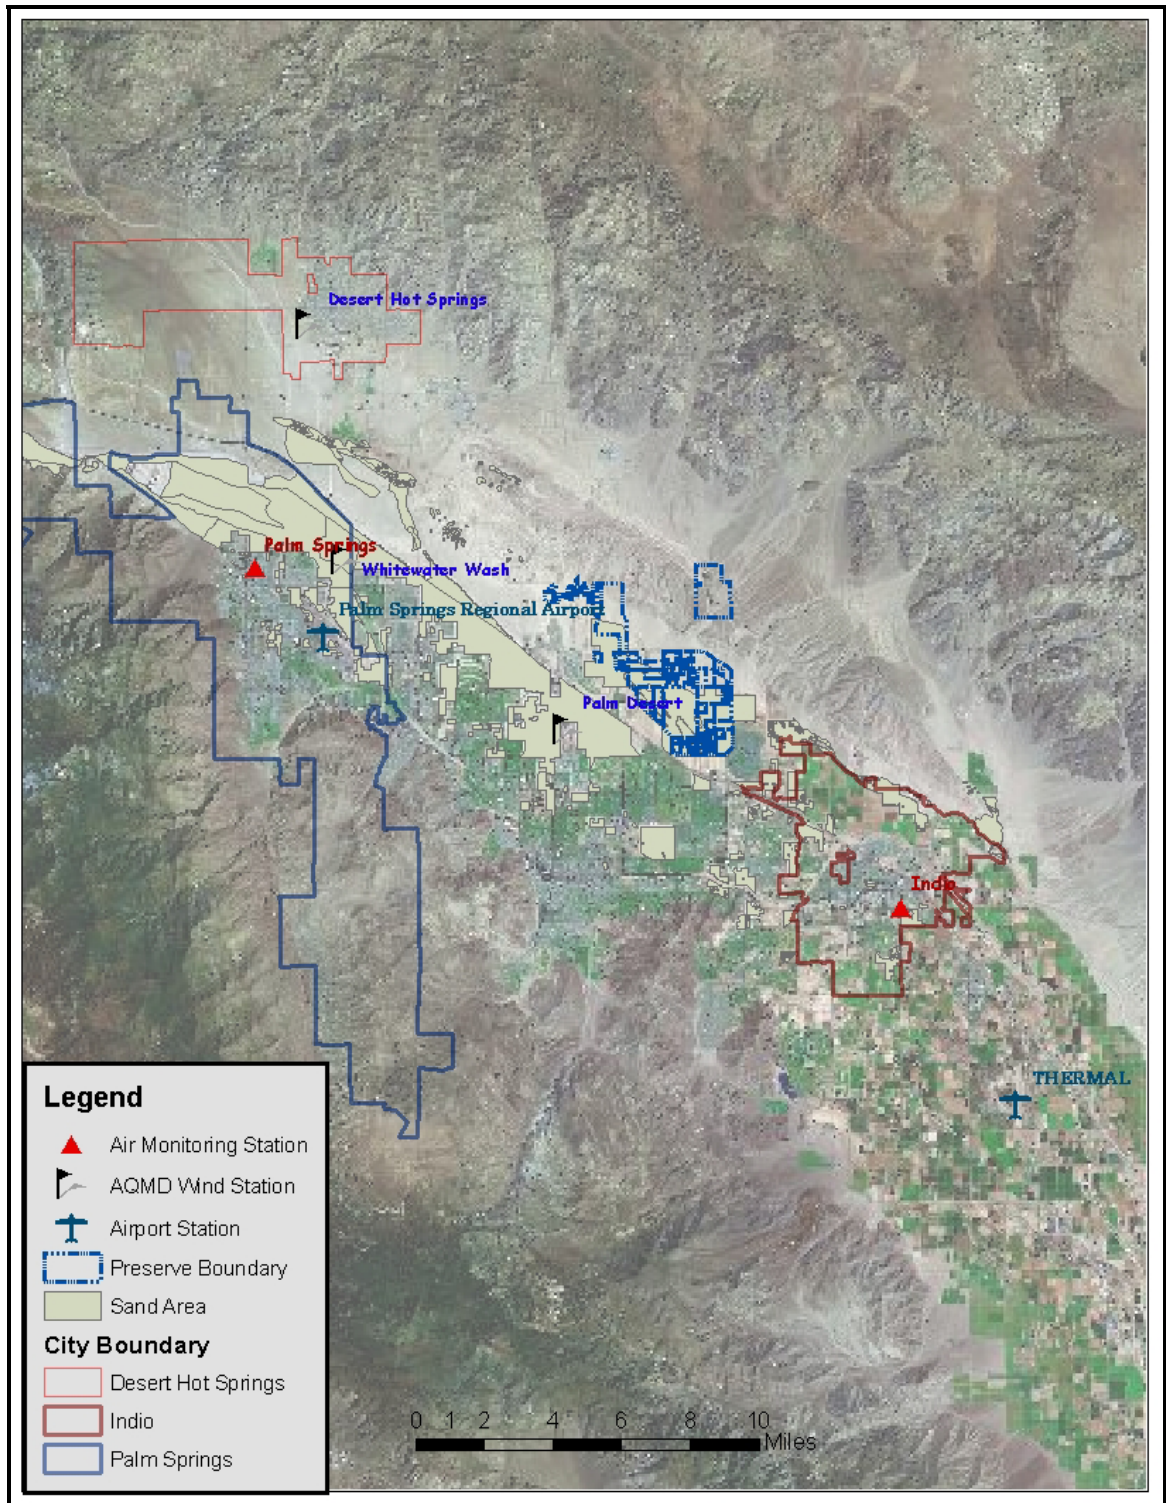 Desert Hot Springs
Palm Springs
Whitewater Wash
Palm Springs Regional Airport
Palm Desert
Indio
THERMAL
Legend
Air Monitoring Station
AQMD Wind Station
Airport Station
Preserve Boundary
Sand Area
City Boundary
Desert Hot Springs
Indio
Palm Springs
0 1 2 4 6 8 10
Miles